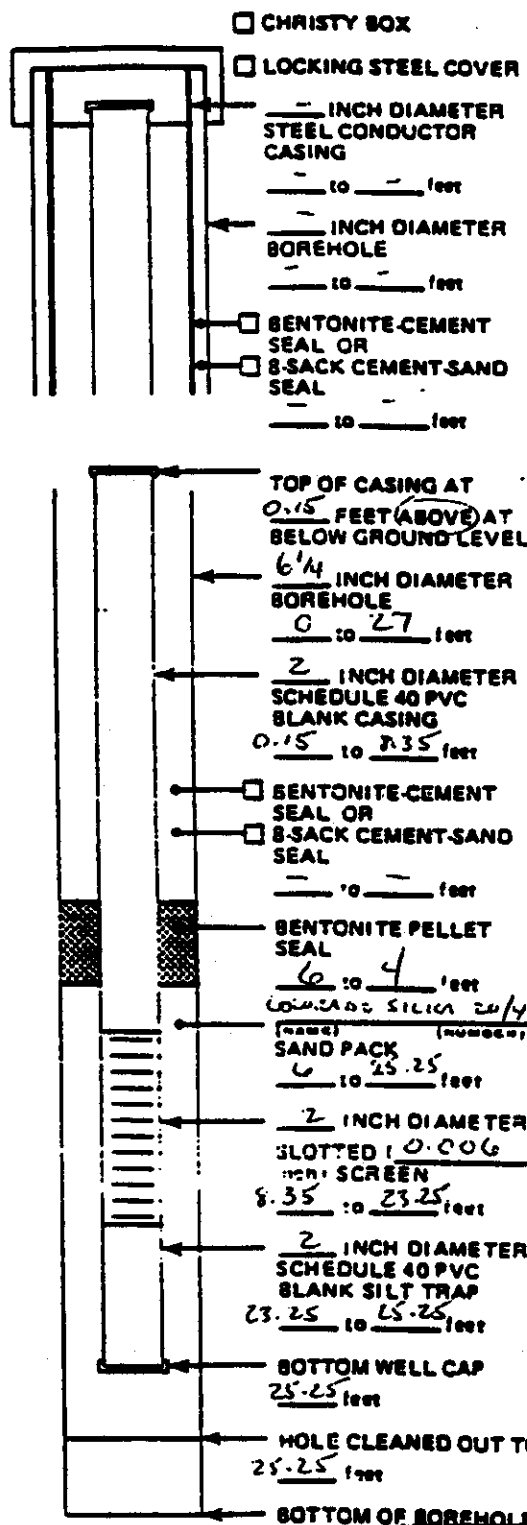 ☐ CHRISTY BOX
☐ LOCKING STEEL COVER
- INCH DIAMETER
STEEL CONDUCTOR
CASING
- to - feet
- INCH DIAMETER
BOREHOLE
- to - feet
☐ BENTONITE-CEMENT
SEAL OR
☐ 8-SACK CEMENT-SAND
SEAL
- to - feet
TOP OF CASING AT
0.15 FEET ABOVE AT
BELOW GROUND LEVEL
6 1/4 INCH DIAMETER
BOREHOLE
0 to 27 feet
2 INCH DIAMETER
SCHEDULE 40 PVC
BLANK CASING
0.15 to 8.35 feet
☐ BENTONITE-CEMENT
SEAL OR
☐ 8-SACK CEMENT-SAND
SEAL
- to - feet
BENTONITE PELLET
SEAL
6 to 4 feet
SILICA 20/4
(NAME) (NUMBER)
SAND PACK
6 to 25.25 feet
2 INCH DIAMETER
SLOTTED ( 0.006
inch) SCREEN
8.35 to 23.25 feet
2 INCH DIAMETER
SCHEDULE 40 PVC
BLANK SILT TRAP
23.25 to 25.25 feet
BOTTOM WELL CAP
25.25 feet
HOLE CLEANED OUT TO
25.25 feet
BOTTOM OF BOREHOLE